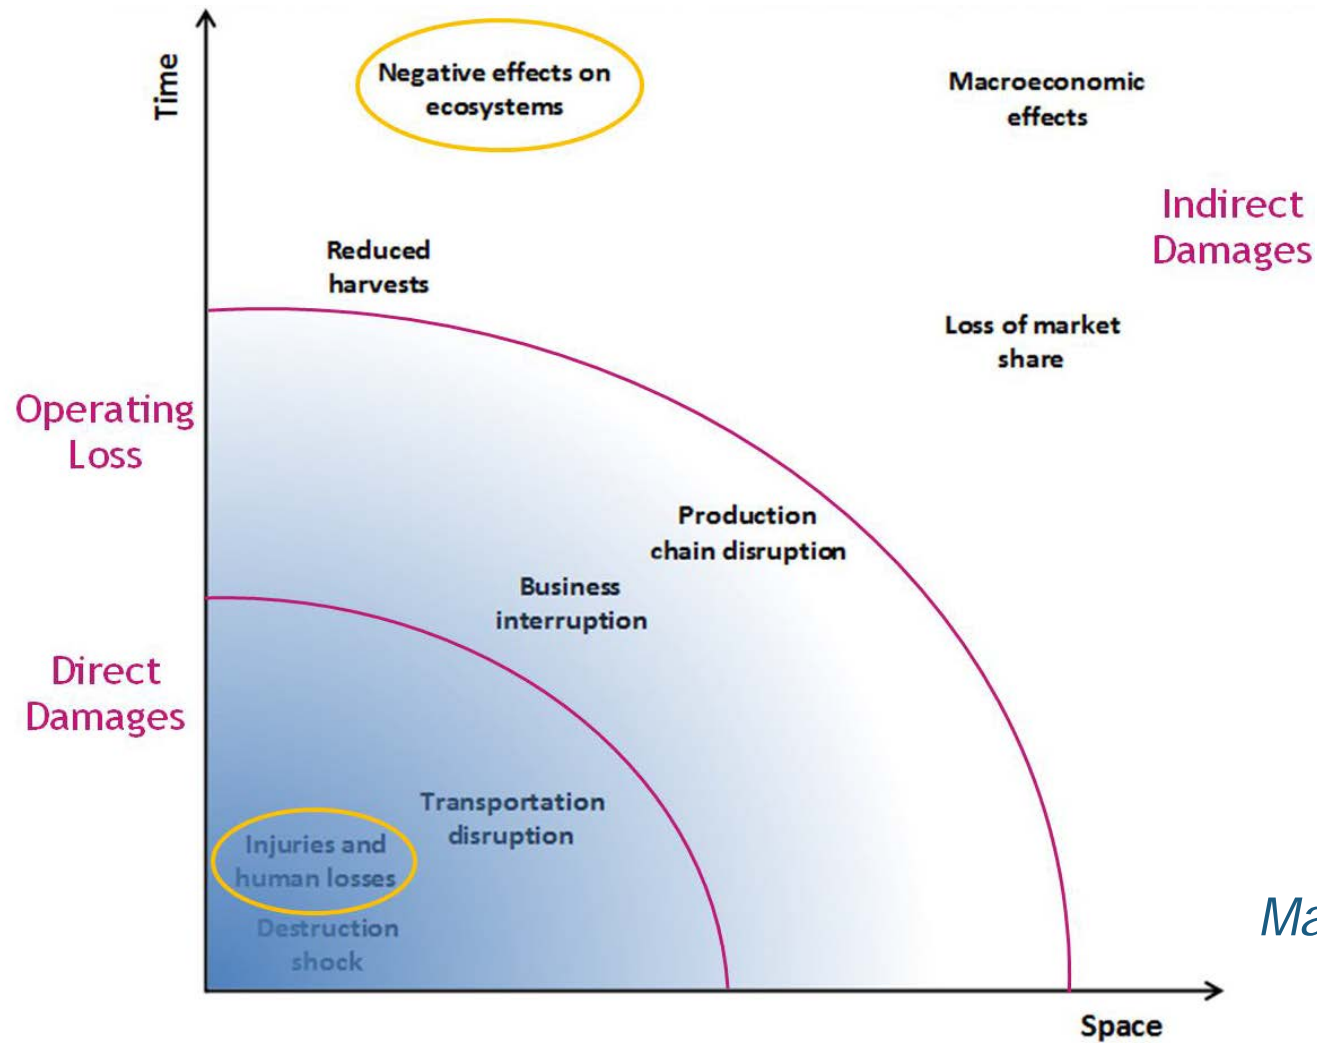 Time
Negative effects on
ecosystems
Macroeconomic
effects
Indirect
Damages
Reduced
harvests
Loss of market
share
Operating
Loss
Production
chain disruption
Business
interruption
Direct
Damages
Transportation
disruption
Injuries and
human losses
Destruction
shock
Ma
Space